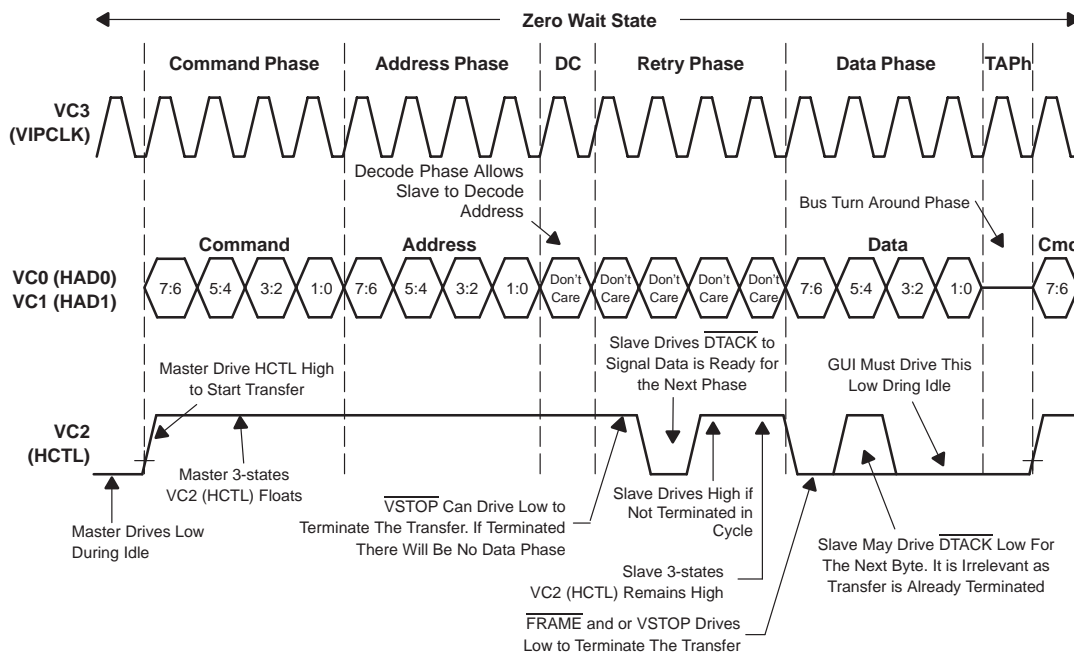 Zero Wait State
Command Phase
Address Phase
DC
Retry Phase
Data Phase
TAPh
VC3
(VIPCLK)
Decode Phase Allows
Slave to Decode
Address
Bus Turn Around Phase
Command
Address
Data
Cmd
VC0 (HAD0)
VC1 (HAD1)
7:6 5:4 3:2 1:0 7:6 5:4 3:2 1:0 Don't Care Don't Care Don't Care Don't Care Don't Care 7:6 5:4 3:2 1:0 7:6
Master Drive HCTL High
to Start Transfer
Slave Drives DTACK to
Signal Data is Ready for
the Next Phase
GUI Must Drive This
Low Dring Idle
VC2
(HCTL)
Master 3-states
VC2 (HCTL) Floats
Master Drives Low
During Idle
VSTOP Can Drive Low to
Terminate The Transfer. If Terminated
There Will Be No Data Phase
Slave Drives High if
Not Terminated in
Cycle
Slave May Drive DTACK Low For
The Next Byte. It is Irrelevant as
Transfer is Already Terminated
Slave 3-states
VC2 (HCTL) Remains High
FRAME and or VSTOP Drives
Low to Terminate The Transfer